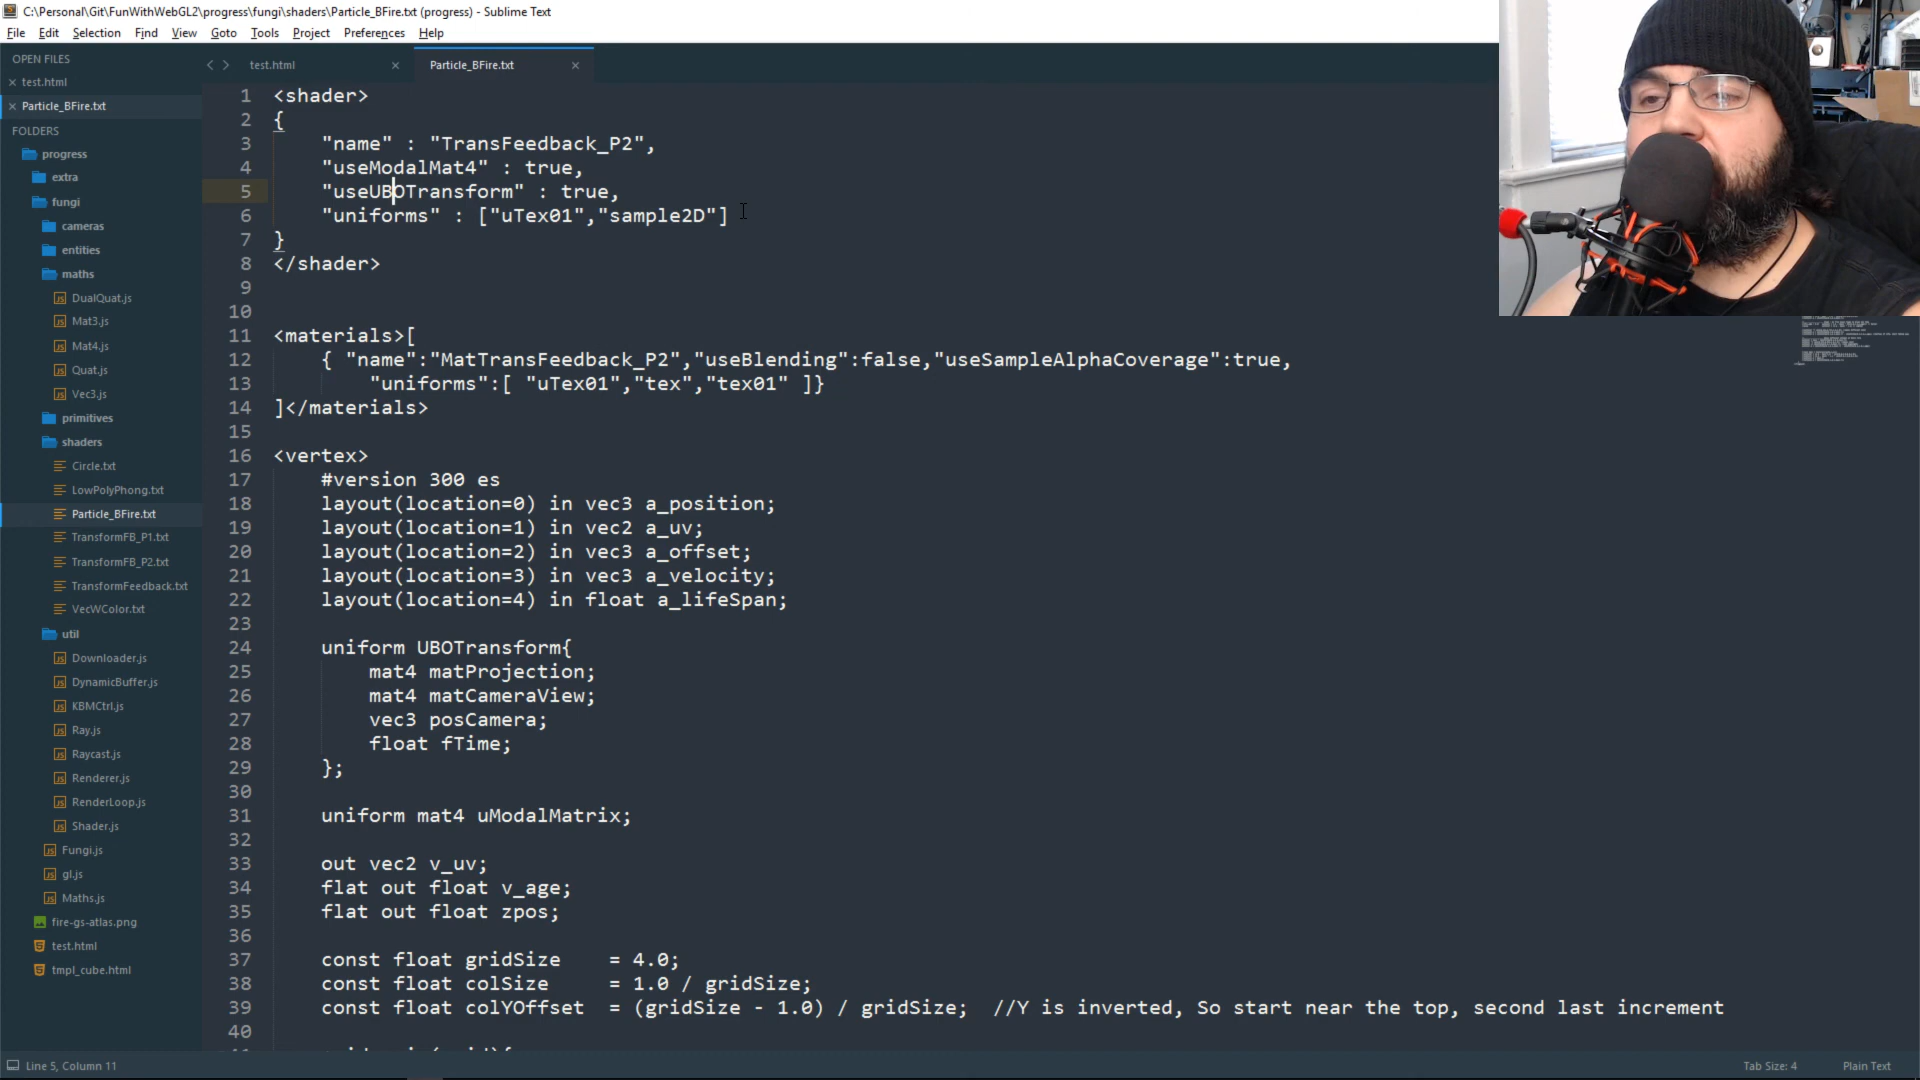 C:\Personal\Git\FunWithWebGL2\progress\fungi\shaders\Particle_BFire.txt (progress) - Sublime Text
File Edit Selection Find View Goto Tools Project Preferences Help
OPEN FILES
test.html
Particle_BFire.txt
FOLDERS
progress
extra
fungi
cameras
entities
maths
DualQuat.js
Mat3.js
Mat4.js
Quat.js
Vec3.js
primitives
shaders
Circle.txt
LowPolyPhong.txt
Particle_BFire.txt
TransformFB_P1.txt
TransformFB_P2.txt
TransformFeedback.txt
VecWColor.txt
util
Downloader.js
DynamicBuffer.js
KBMCtrl.js
Ray.js
Raycast.js
Renderer.js
RenderLoop.js
Shader.js
Fungi.js
gl.js
Maths.js
fire-gs-atlas.png
test.html
tmpl_cube.html
test.html Particle_BFire.txt
1 <shader>
2 {
3 "name" : "TransFeedback_P2",
4 "useModalMat4" : true,
5 "useUBOTransform" : true,
6 "uniforms" : ["uTex01","sample2D"]
7 }
8 </shader>
9
10
11 <materials>[
12 { "name":"MatTransFeedback_P2","useBlending":false,"useSampleAlphaCoverage":true,
13 "uniforms":[ "uTex01","tex","tex01" ]}
14 ]</materials>
15
16 <vertex>
17 #version 300 es
18 layout(location=0) in vec3 a_position;
19 layout(location=1) in vec2 a_uv;
20 layout(location=2) in vec3 a_offset;
21 layout(location=3) in vec3 a_velocity;
22 layout(location=4) in float a_lifeSpan;
23
24 uniform UBOTransform{
25 mat4 matProjection;
26 mat4 matCameraView;
27 vec3 posCamera;
28 float fTime;
29 };
30
31 uniform mat4 uModalMatrix;
32
33 out vec2 v_uv;
34 flat out float v_age;
35 flat out float zpos;
36
37 const float gridSize = 4.0;
38 const float colSize = 1.0 / gridSize;
39 const float colYOffset = (gridSize - 1.0) / gridSize; //Y is inverted, So start near the top, second last increment
40
Line 5, Column 11
Tab Size: 4 Plain Text